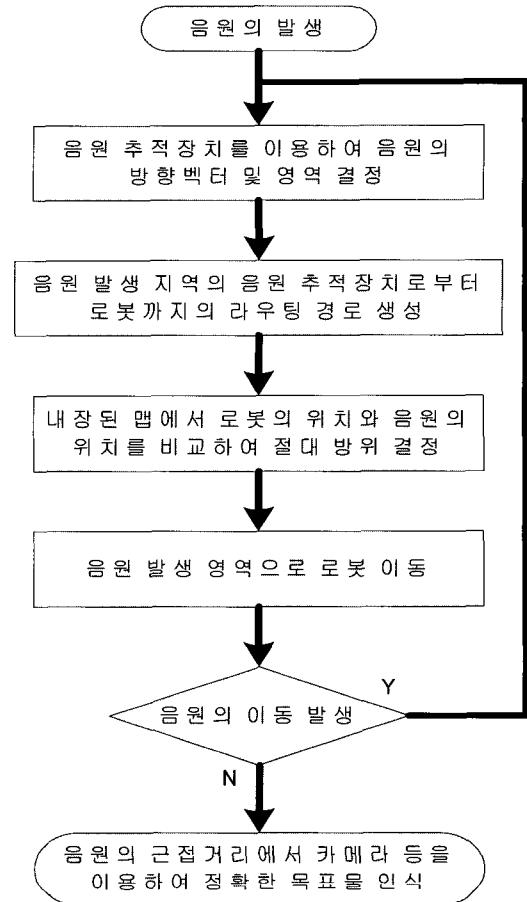 음원의 발생
음원 추적장치를 이용하여 음원의
방향벡터 및 영역 결정
음원 발생 지역의 음원 추적장치로부터
로봇까지의 라우팅 경로 생성
내장된 맵에서 로봇의 위치와 음원의
위치를 비교하여 절대 방위 결정
음원 발생 영역으로 로봇 이동
음원의 이동 발생
Y
N
음원의 근접거리에서 카메라 등을
이용하여 정확한 목표물 인식